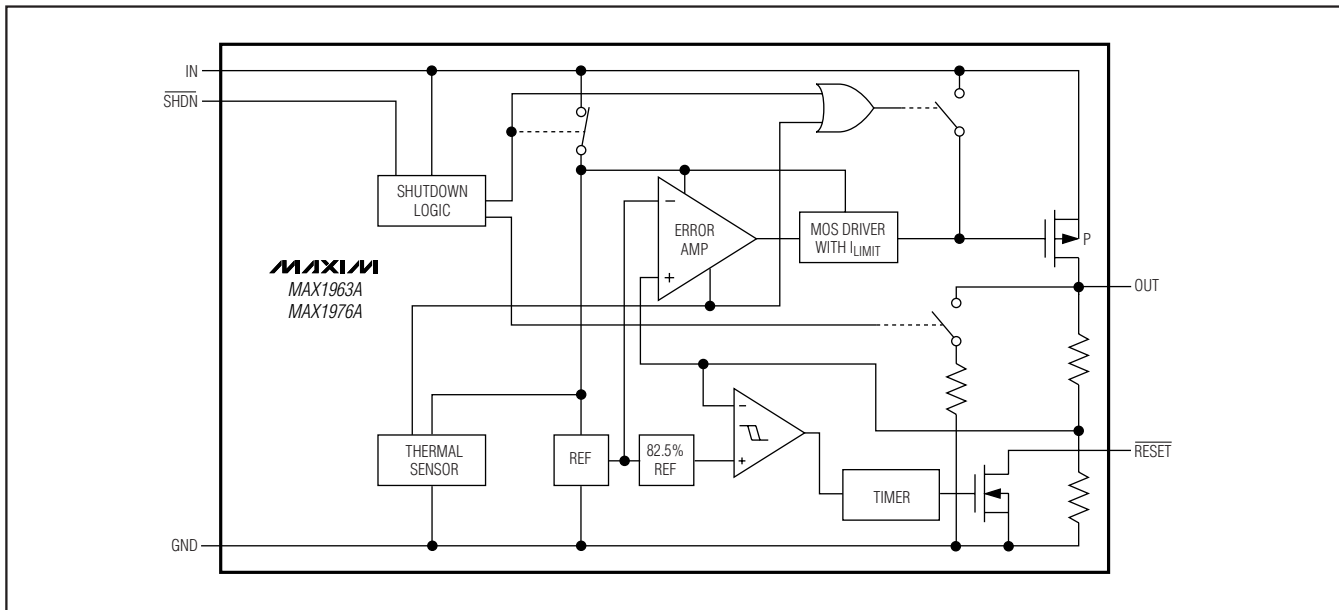 IN
SHDN
SHUTDOWN
LOGIC
ERROR
AMP
−
+
MOS DRIVER
WITH ILIMIT
P
MAXIM
MAX1963A
MAX1976A
OUT
THERMAL
SENSOR
REF
82.5%
REF
−
+
TIMER
RESET
GND